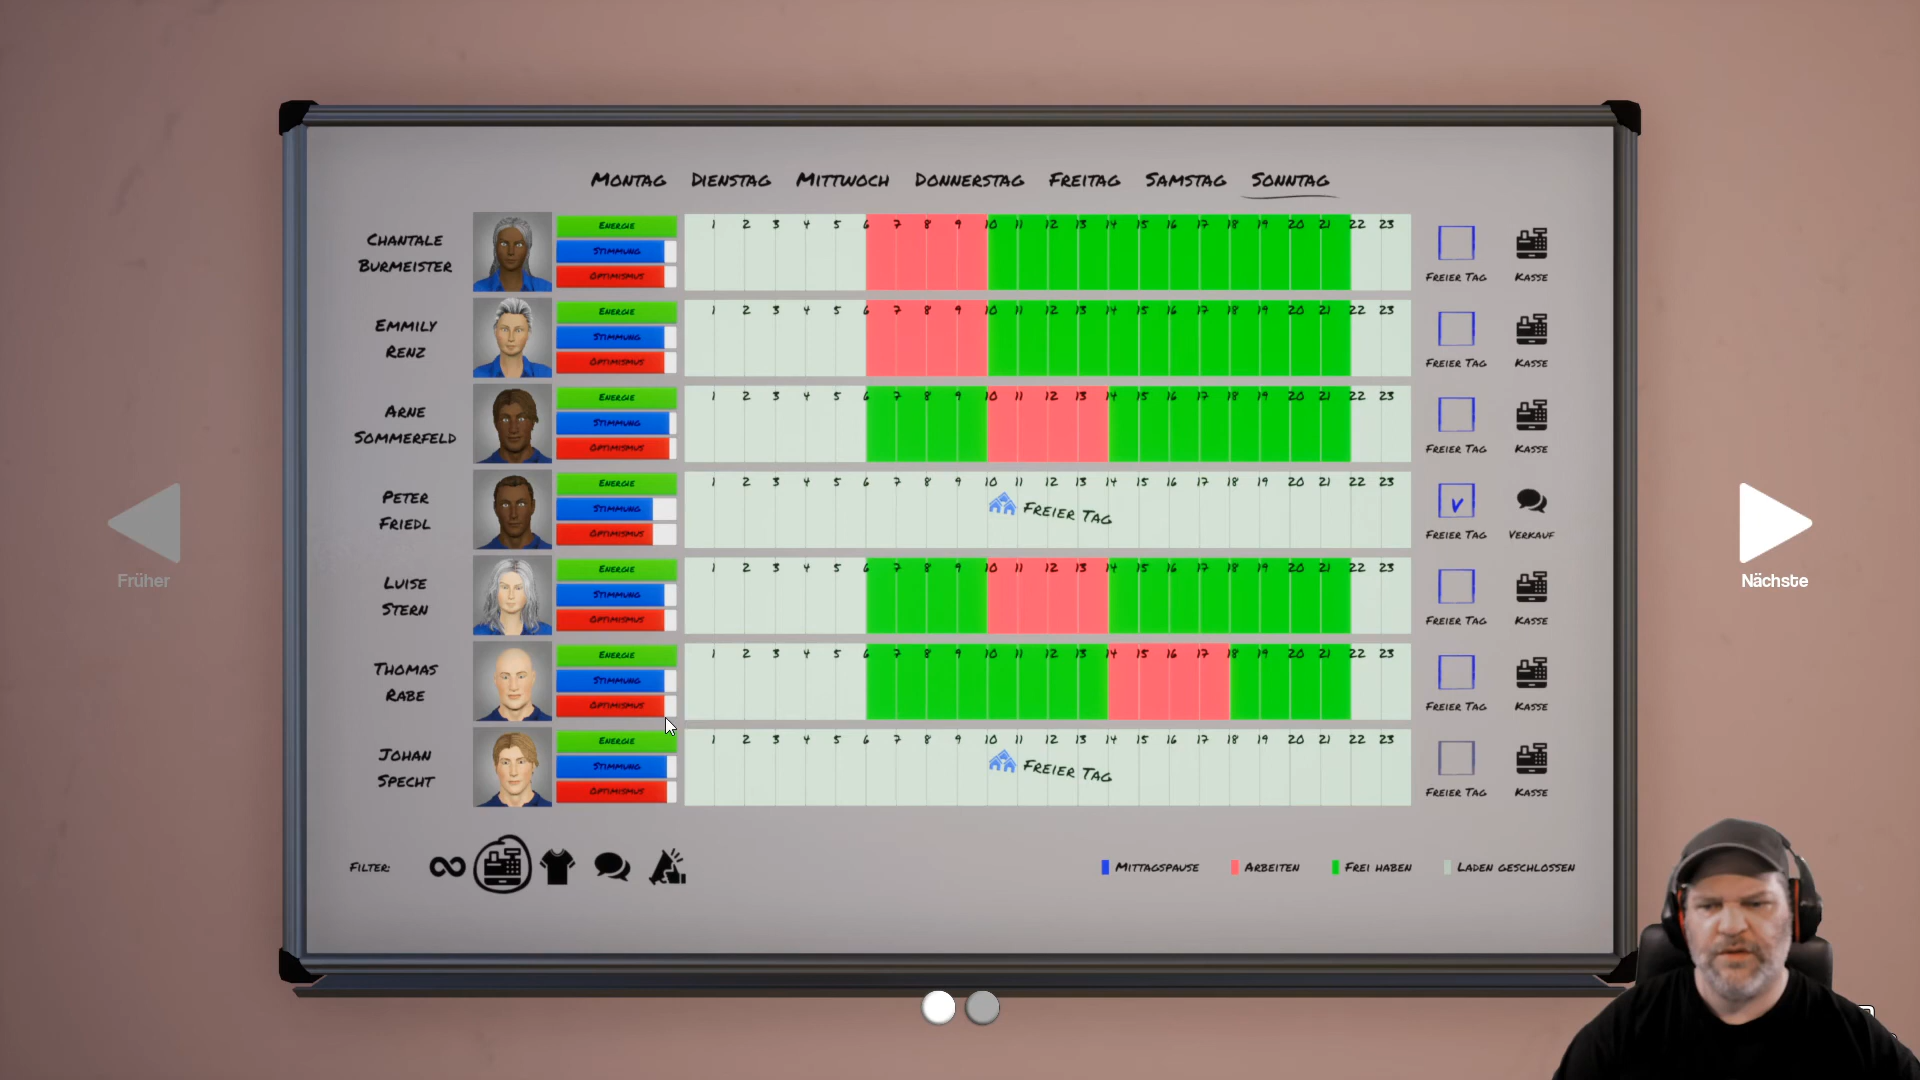 MONTAG DIENSTAG MITTWOCH DONNERSTAG FREITAG SAMSTAG SONNTAG
CHANTALE
BURMEISTER
ENERGIE
STIMMUNG
OPTIMISMUS
1 2 3 4 5 6 7 8 9 10 11 12 13 14 15 16 17 18 19 20 21 22 23
FREIER TAG KASSE
EMMILY
RENZ
ENERGIE
STIMMUNG
OPTIMISMUS
1 2 3 4 5 6 7 8 9 10 11 12 13 14 15 16 17 18 19 20 21 22 23
FREIER TAG KASSE
ARNE
SOMMERFELD
ENERGIE
STIMMUNG
OPTIMISMUS
1 2 3 4 5 6 7 8 9 10 11 12 13 14 15 16 17 18 19 20 21 22 23
FREIER TAG KASSE
PETER
FRIEDL
ENERGIE
STIMMUNG
OPTIMISMUS
1 2 3 4 5 6 7 8 9 10 11 12 13 14 15 16 17 18 19 20 21 22 23
FREIER TAG
FREIER TAG VERKAUF
Früher
Nächste
LUISE
STERN
ENERGIE
STIMMUNG
OPTIMISMUS
1 2 3 4 5 6 7 8 9 10 11 12 13 14 15 16 17 18 19 20 21 22 23
FREIER TAG KASSE
THOMAS
RABE
ENERGIE
STIMMUNG
OPTIMISMUS
1 2 3 4 5 6 7 8 9 10 11 12 13 14 15 16 17 18 19 20 21 22 23
FREIER TAG KASSE
JOHAN
SPECHT
ENERGIE
STIMMUNG
OPTIMISMUS
1 2 3 4 5 6 7 8 9 10 11 12 13 14 15 16 17 18 19 20 21 22 23
FREIER TAG
FREIER TAG KASSE
FILTER:
MITTAGSPAUSE ARBEITEN FREI HABEN LADEN GESCHLOSSEN